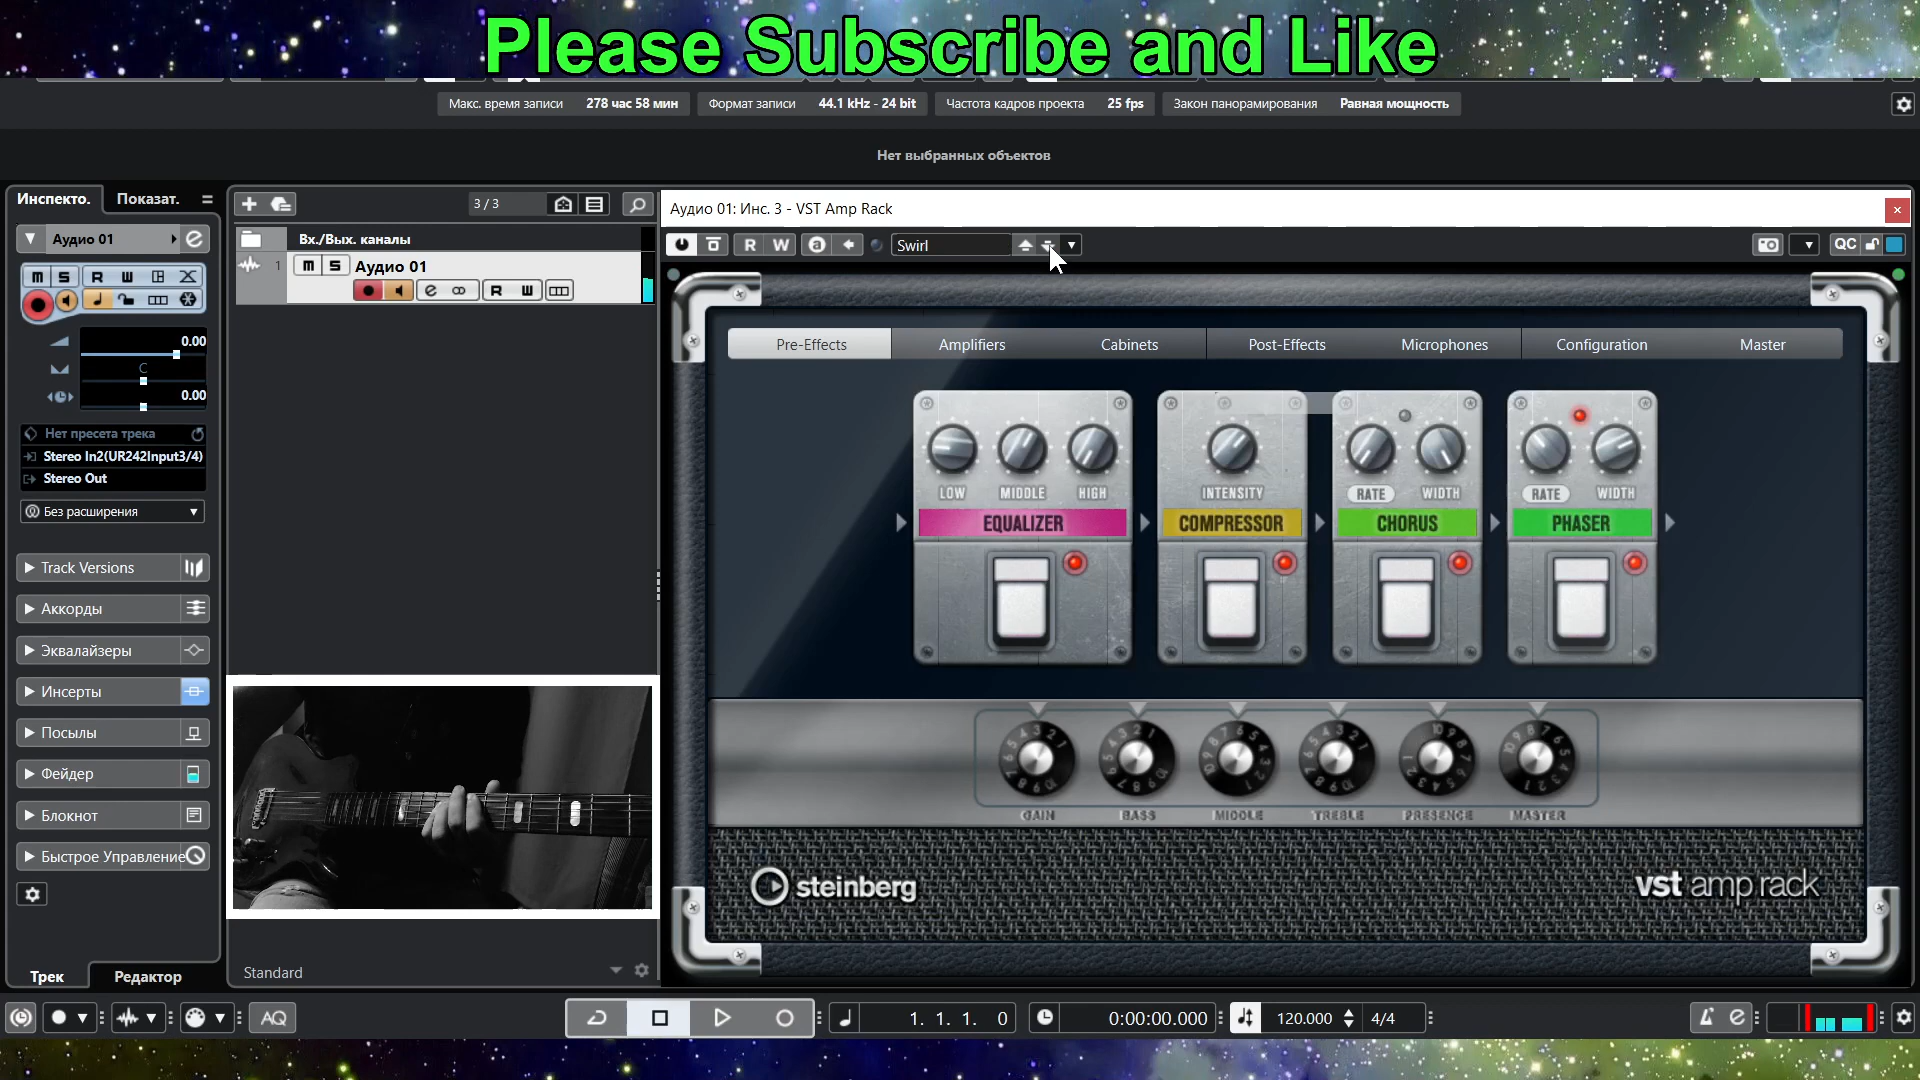 Please Subscribe and Like
Макс. время записи 278 час 58 мин Формат записи 44.1 kHz - 24 bit Частота кадров проекта 25 fps Закон панорамирования Равная мощность
Нет выбранных объектов
Инспекто. Показат.
3 / 3
Аудио 01: Инс. 3 - VST Amp Rack
Аудио 01
Вх./Вых. каналы
R W a Swirl QC
1 M S Аудио 01
M S R W
R W
0.00
C
0.00
Нет пресета трека
Stereo In2(UR242Input3/4)
Stereo Out
Без расширения
Track Versions
Аккорды
Эквалайзеры
Инсерты
Посылы
Фейдер
Блокнот
Быстрое Управление
Трек Редактор
Standard
Pre-Effects Amplifiers Cabinets Post-Effects Microphones Configuration Master
LOW MIDDLE HIGH INTENSITY RATE WIDTH RATE WIDTH
EQUALIZER COMPRESSOR CHORUS PHASER
GAIN BASS MIDDLE TREBLE PRESENCE MASTER
steinberg vst amp rack
AQ 1. 1. 1. 0 0:00:00.000 120.000 4/4